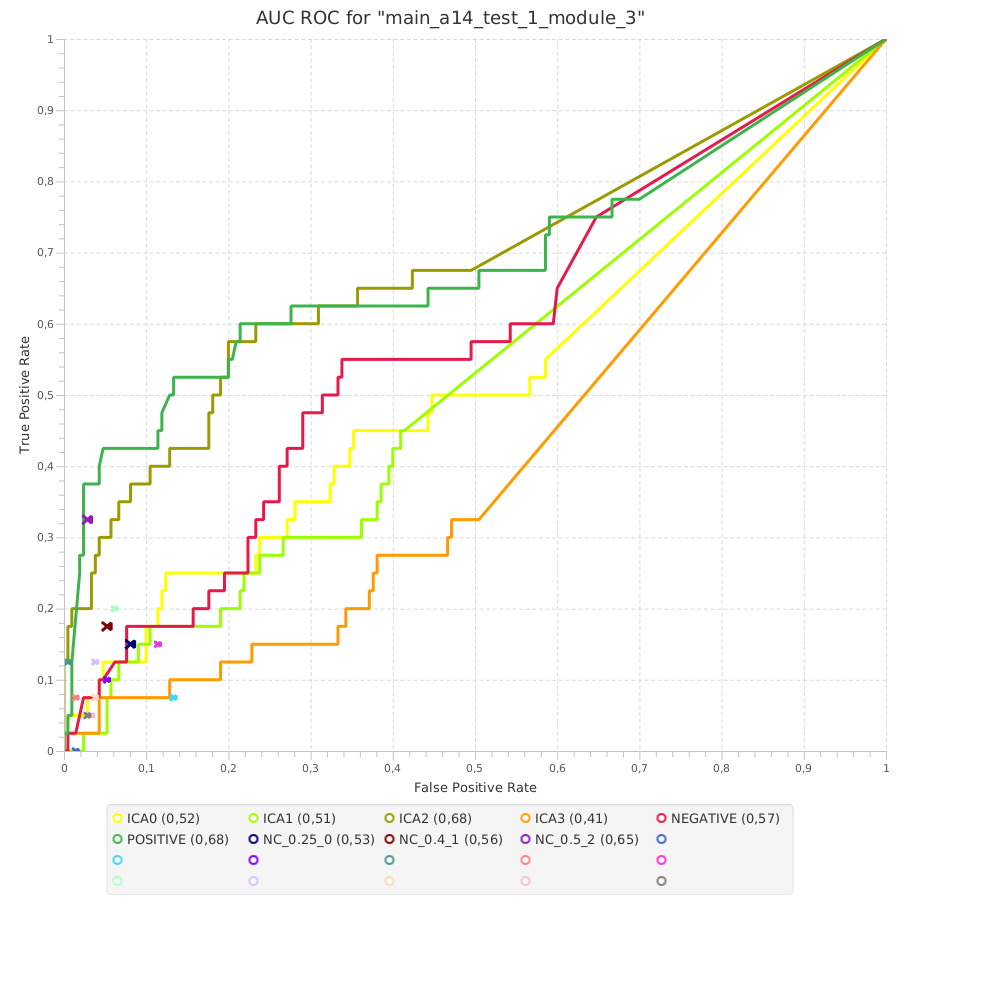 AUC ROC for "main_a14_test_1_module_3"
1
0,9
0,8
0,7
0,6
0,5
0,4
0,3
0,2
0,1
0
True Positive Rate
0 0,1 0,2 0,3 0,4 0,5 0,6 0,7 0,8 0,9 1
False Positive Rate
ICA0 (0,52) ICA1 (0,51) ICA2 (0,68) ICA3 (0,41) NEGATIVE (0,57)
POSITIVE (0,68) NC_0.25_0 (0,53) NC_0.4_1 (0,56) NC_0.5_2 (0,65)